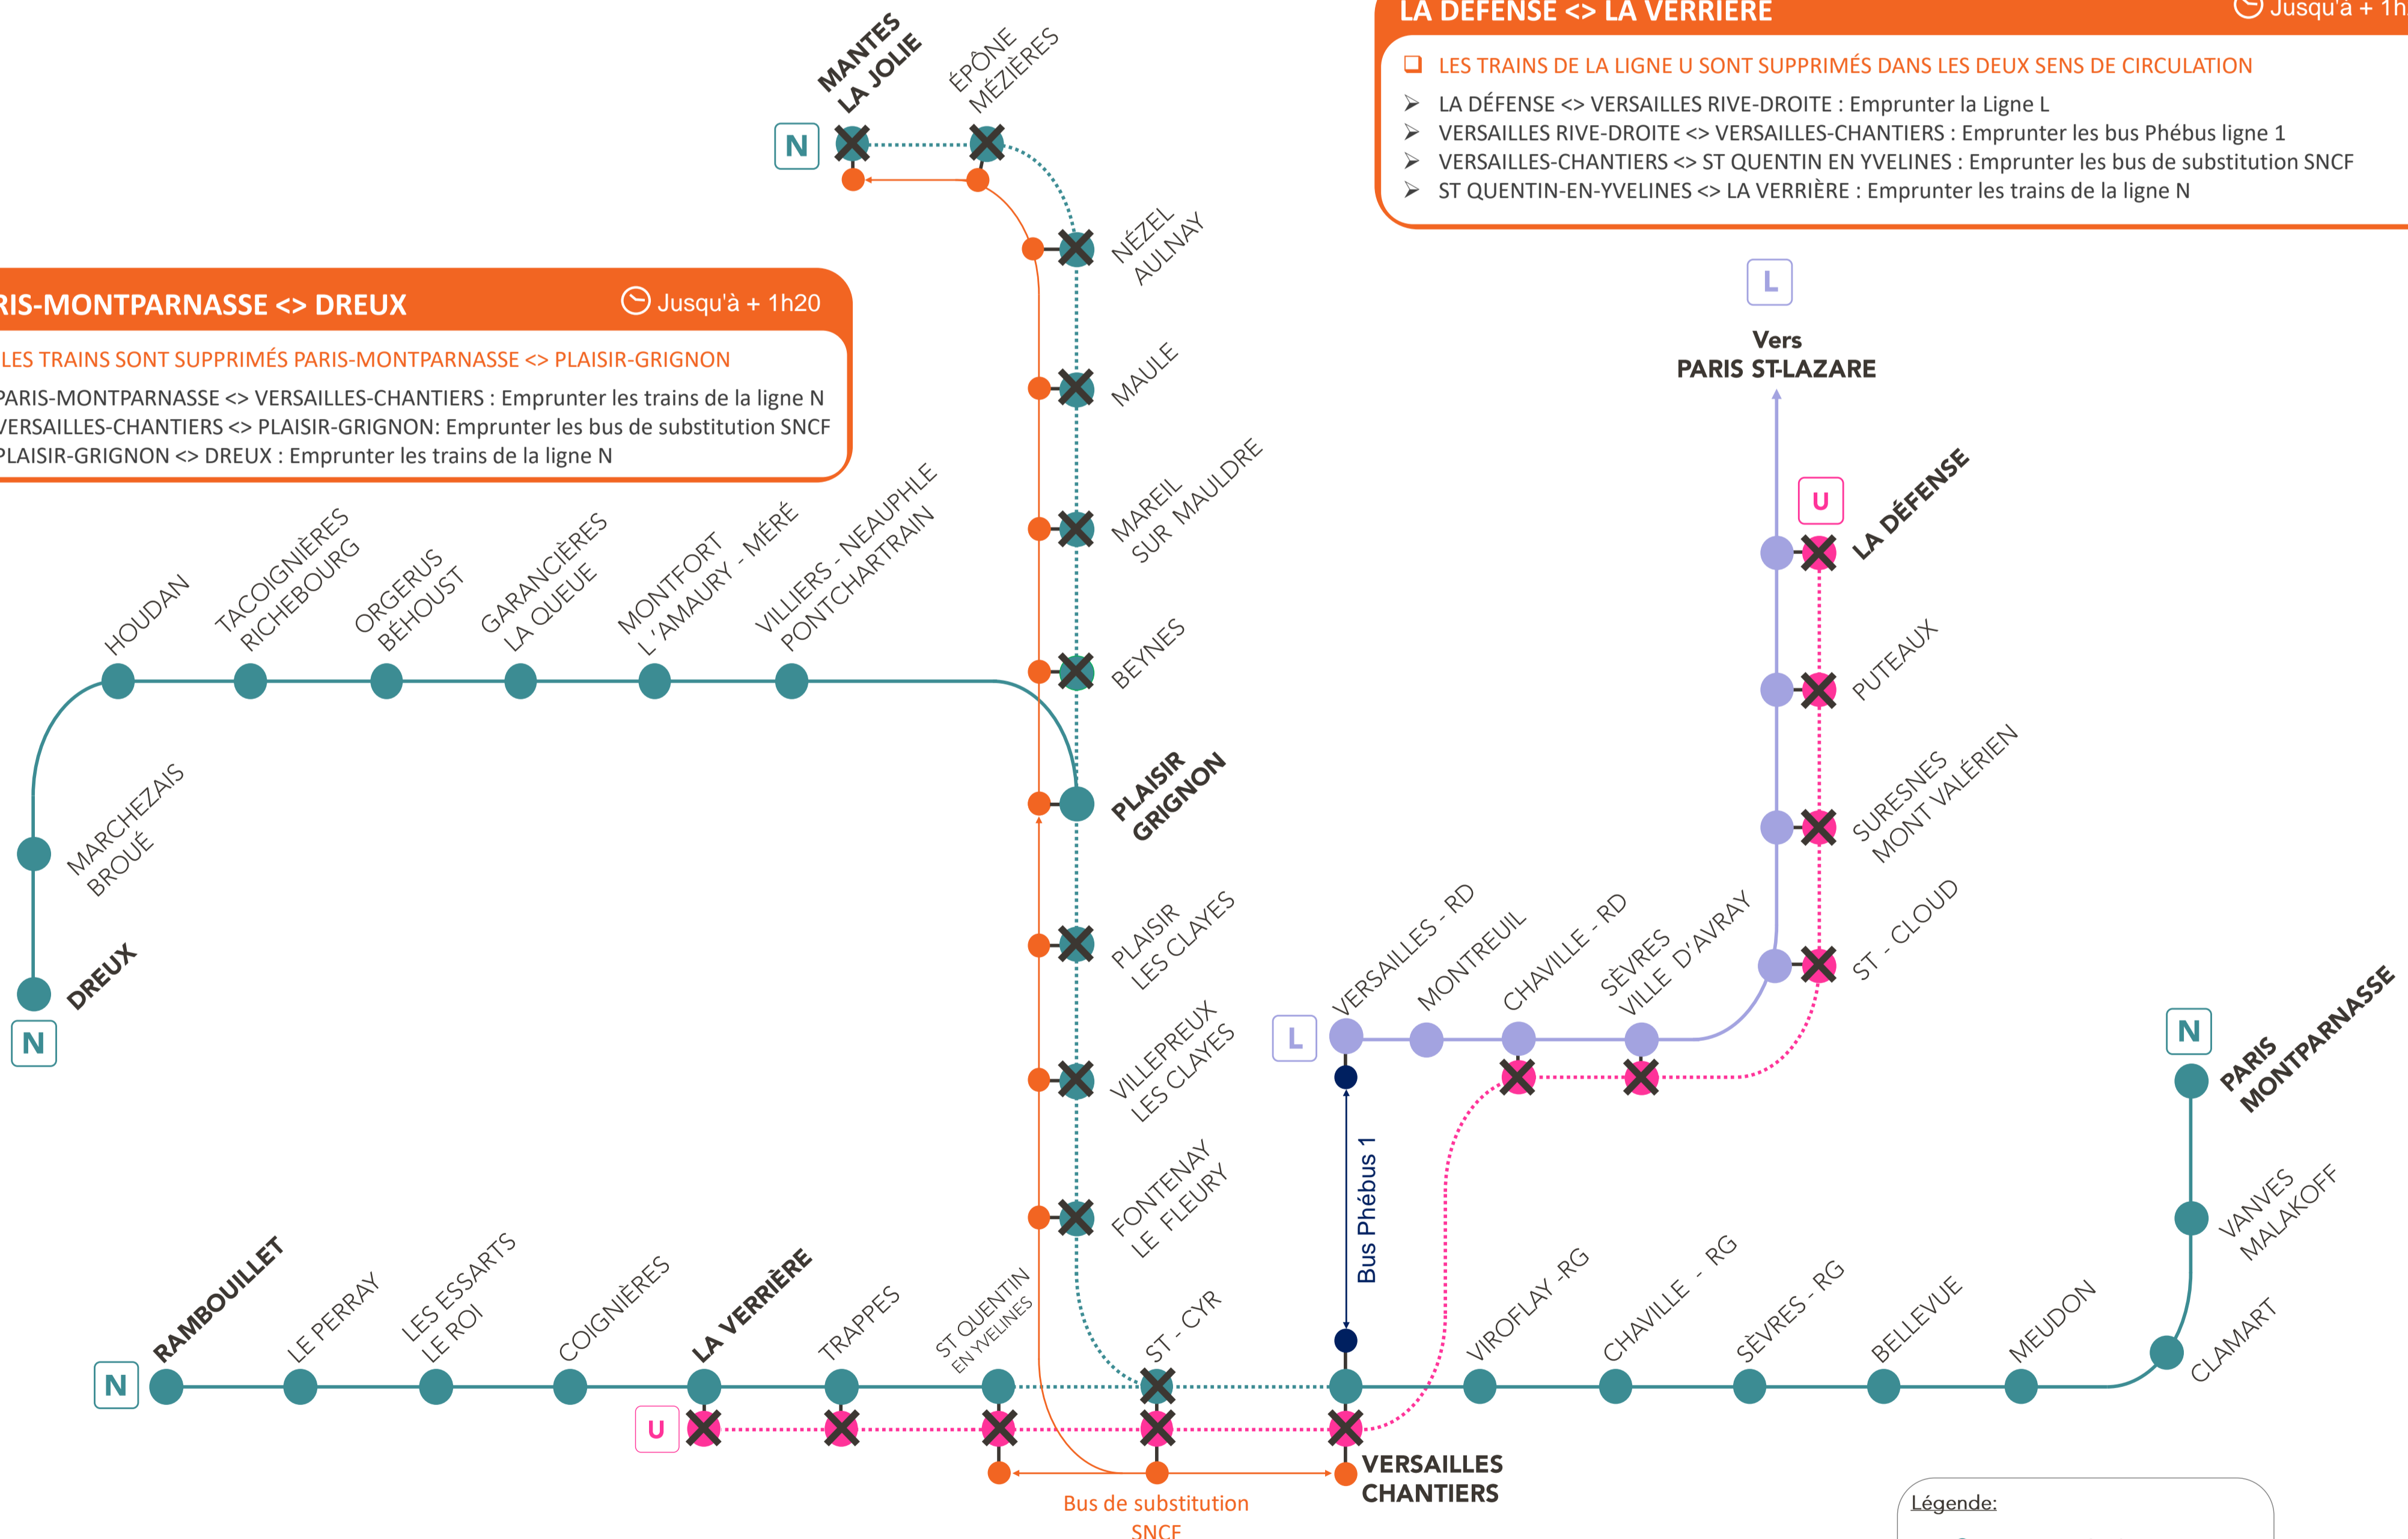 LA DÉFENSE <> LA VERRIÈRE
Jusqu'à + 1h
❑ LES TRAINS DE LA LIGNE U SONT SUPPRIMÉS DANS LES DEUX SENS DE CIRCULATION
➢ LA DÉFENSE <> VERSAILLES RIVE-DROITE : Emprunter la Ligne L
➢ VERSAILLES RIVE-DROITE <> VERSAILLES-CHANTIERS : Emprunter les bus Phébus ligne 1
➢ VERSAILLES-CHANTIERS <> ST QUENTIN EN YVELINES : Emprunter les bus de substitution SNCF
➢ ST QUENTIN-EN-YVELINES <> LA VERRIÈRE : Emprunter les trains de la ligne N
RIS-MONTPARNASSE <> DREUX
Jusqu'à + 1h20
LES TRAINS SONT SUPPRIMÉS PARIS-MONTPARNASSE <> PLAISIR-GRIGNON
PARIS-MONTPARNASSE <> VERSAILLES-CHANTIERS : Emprunter les trains de la ligne N
VERSAILLES-CHANTIERS <> PLAISIR-GRIGNON: Emprunter les bus de substitution SNCF
PLAISIR-GRIGNON <> DREUX : Emprunter les trains de la ligne N
N
MANTES
LA JOLIE
ÉPÔNE
MÉZIÈRES
NÉZEL
AULNAY
MAULE
MAREIL
SUR MAULDRE
BEYNES
PLAISIR
GRIGNON
PLAISIR
LES CLAYES
VILLEPREUX
LES CLAYES
FONTENAY
LE FLEURY
HOUDAN
TACOIGNIÈRES
RICHEBOURG
ORGERUS
BÉHOUST
GARANCIÈRES
LA QUEUE
MONTFORT
L 'AMAURY - MÉRÉ
VILLIERS - NEAUPHLE
PONTCHARTRAIN
MARCHEZAIS
BROUÉ
DREUX
N
L
Vers
PARIS ST-LAZARE
U
LA DÉFENSE
PUTEAUX
SURESNES
MONT VALÉRIEN
ST - CLOUD
L
VERSAILLES - RD
MONTREUIL
CHAVILLE - RD
SÈVRES
VILLE D'AVRAY
Bus Phébus 1
N
PARIS
MONTPARNASSE
VANVES
MALAKOFF
CLAMART
N
RAMBOUILLET
LE PERRAY
LES ESSARTS
LE ROI
COIGNIÈRES
LA VERRIÈRE
TRAPPES
ST QUENTIN
EN YVELINES
ST - CYR
VIROFLAY -RG
CHAVILLE - RG
SÈVRES - RG
BELLEVUE
MEUDON
U
VERSAILLES
CHANTIERS
Bus de substitution
SNCF
Légende: